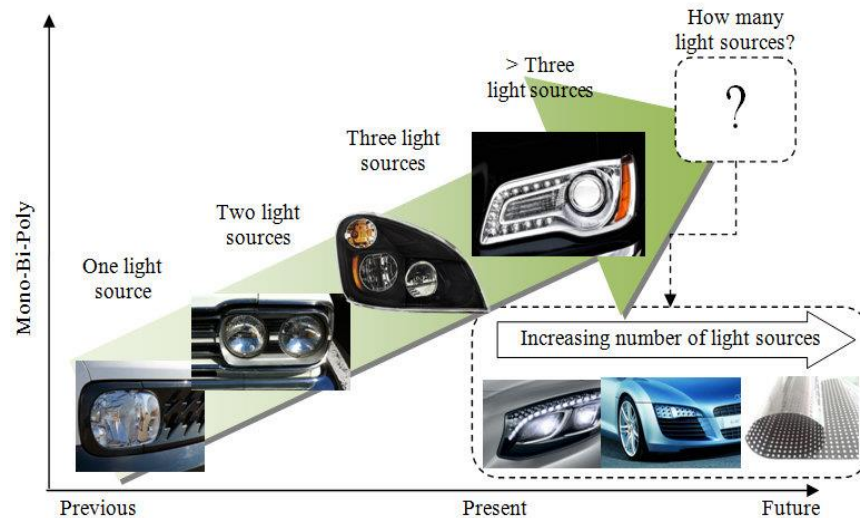 How many
light sources?
?
> Three
light sources
Three light
sources
Two light
sources
One light
source
Mono-Bi-Poly
Increasing number of light sources
Previous
Present
Future